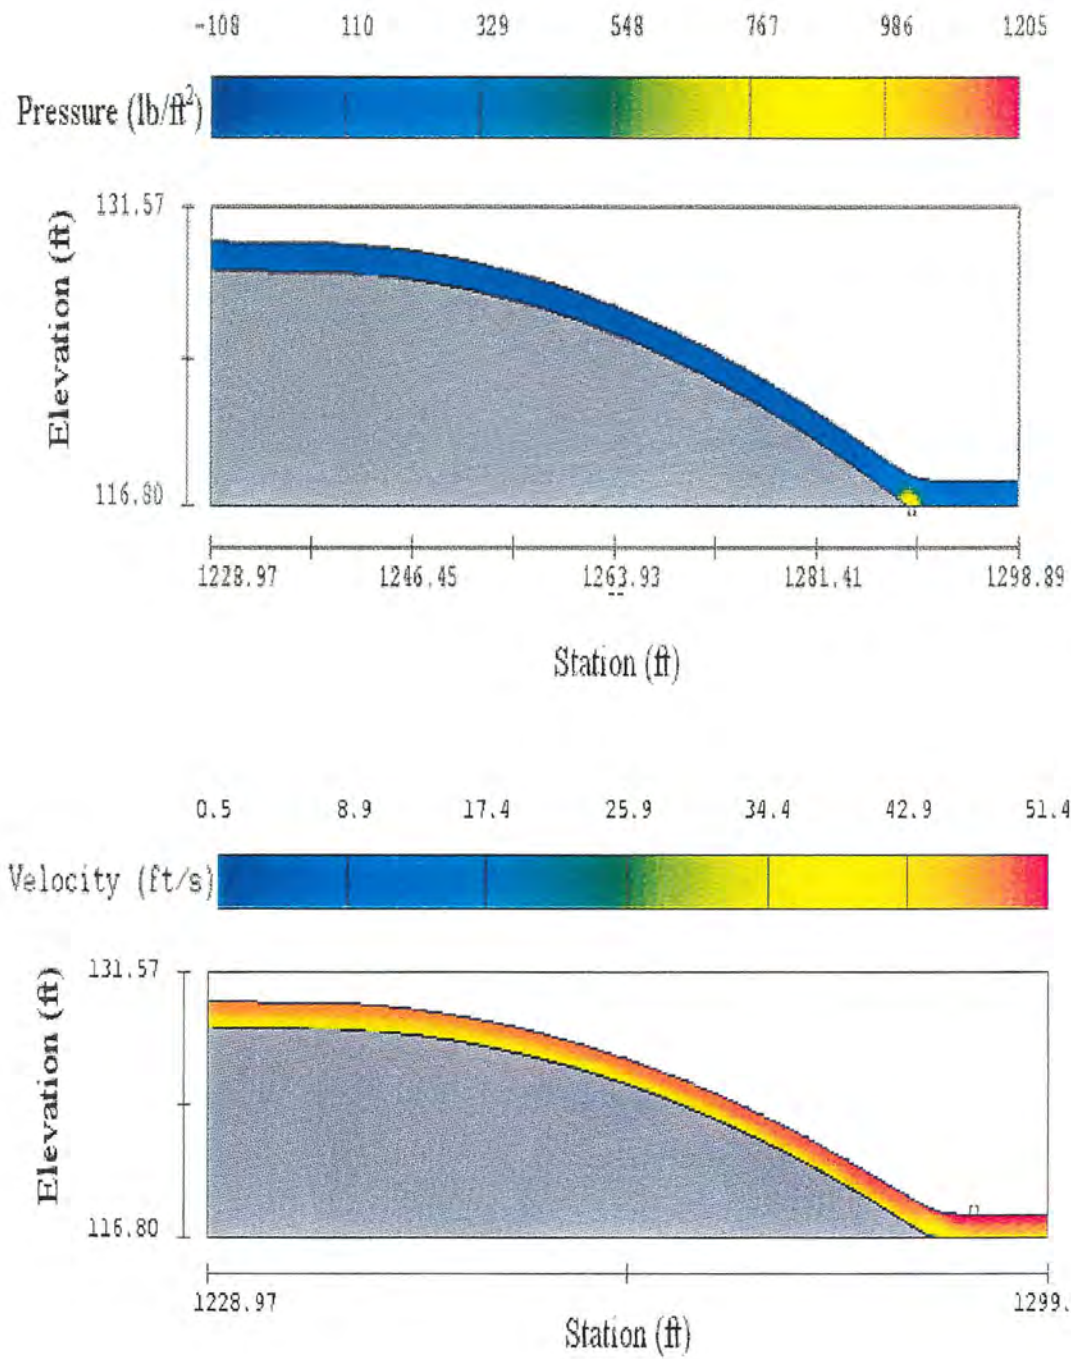 -108 110 329 548 767 986 1205
Pressure (lb/ft²)
131.57
Elevation (ft)
116.80
1228.97 1246.45 1263.93 1281.41 1298.89
Station (ft)
0.5 8.9 17.4 25.9 34.4 42.9 51.4
Velocity (ft/s)
131.57
Elevation (ft)
116.80
1228.97 1299.
Station (ft)